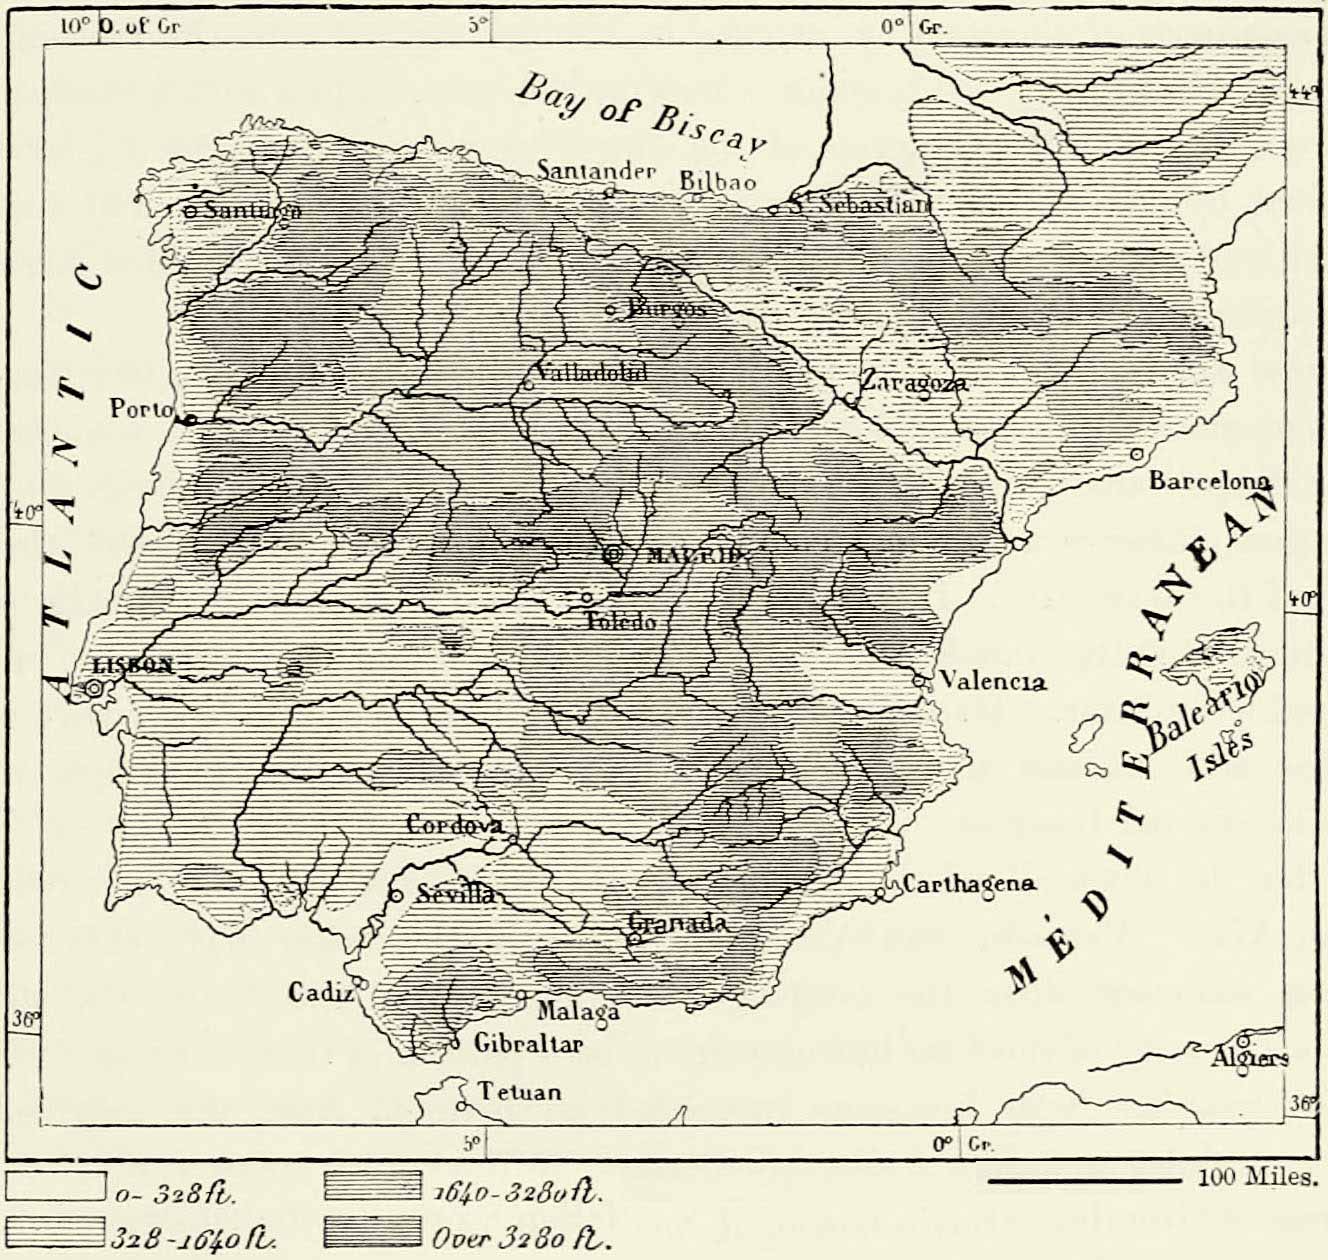 10° O. of Gr
5°
0° Gr.
44°
Bay of Biscay
Santander
Bilbao
St. Sebastian
Santiago
Burgos
Valladolid
Zaragoza
Porto
Barcelona
ATLANTIC
40°
MADRID
40°
Toledo
LISBON
Valencia
Balearic
Isles
MÉDITERRANEAN
Cordova
Sevilla
Carthagena
Granada
Cadiz
Malaga
36°
Gibraltar
Algiers
Tetuan
36°
5°
0° Gr.
0-328 ft.
1640-3280 ft.
100 Miles.
328-1640 ft.
Over 3280 ft.